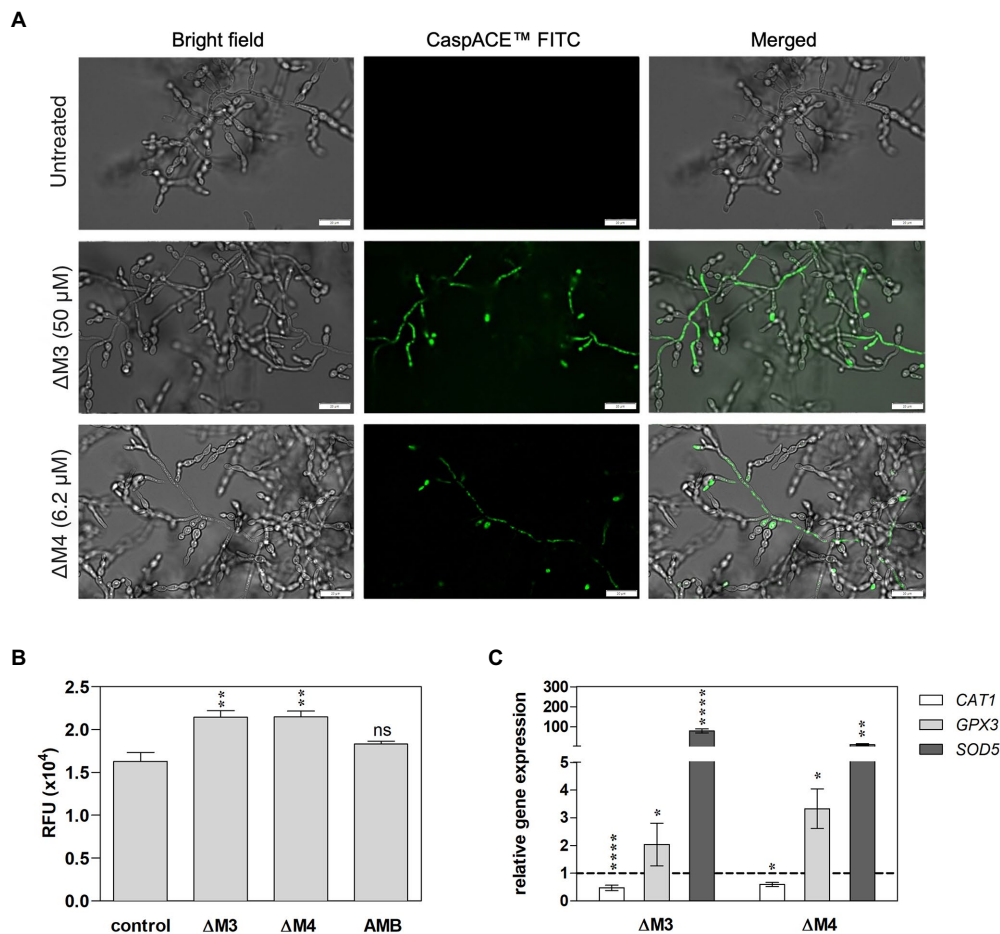 A
Bright field CaspACE™ FITC Merged
Untreated
ΔM3 (50 μM)
ΔM4 (6.2 μM)
B
RFU (x10⁴)
2.5
2.0
1.5
1.0
0.5
0.0
** ** ns
control ΔM3 ΔM4 AMB
C
relative gene expression
300
200
100
5
4
3
2
1
0
**** * **** * * **
ΔM3 ΔM4
CAT1
GPX3
SOD5